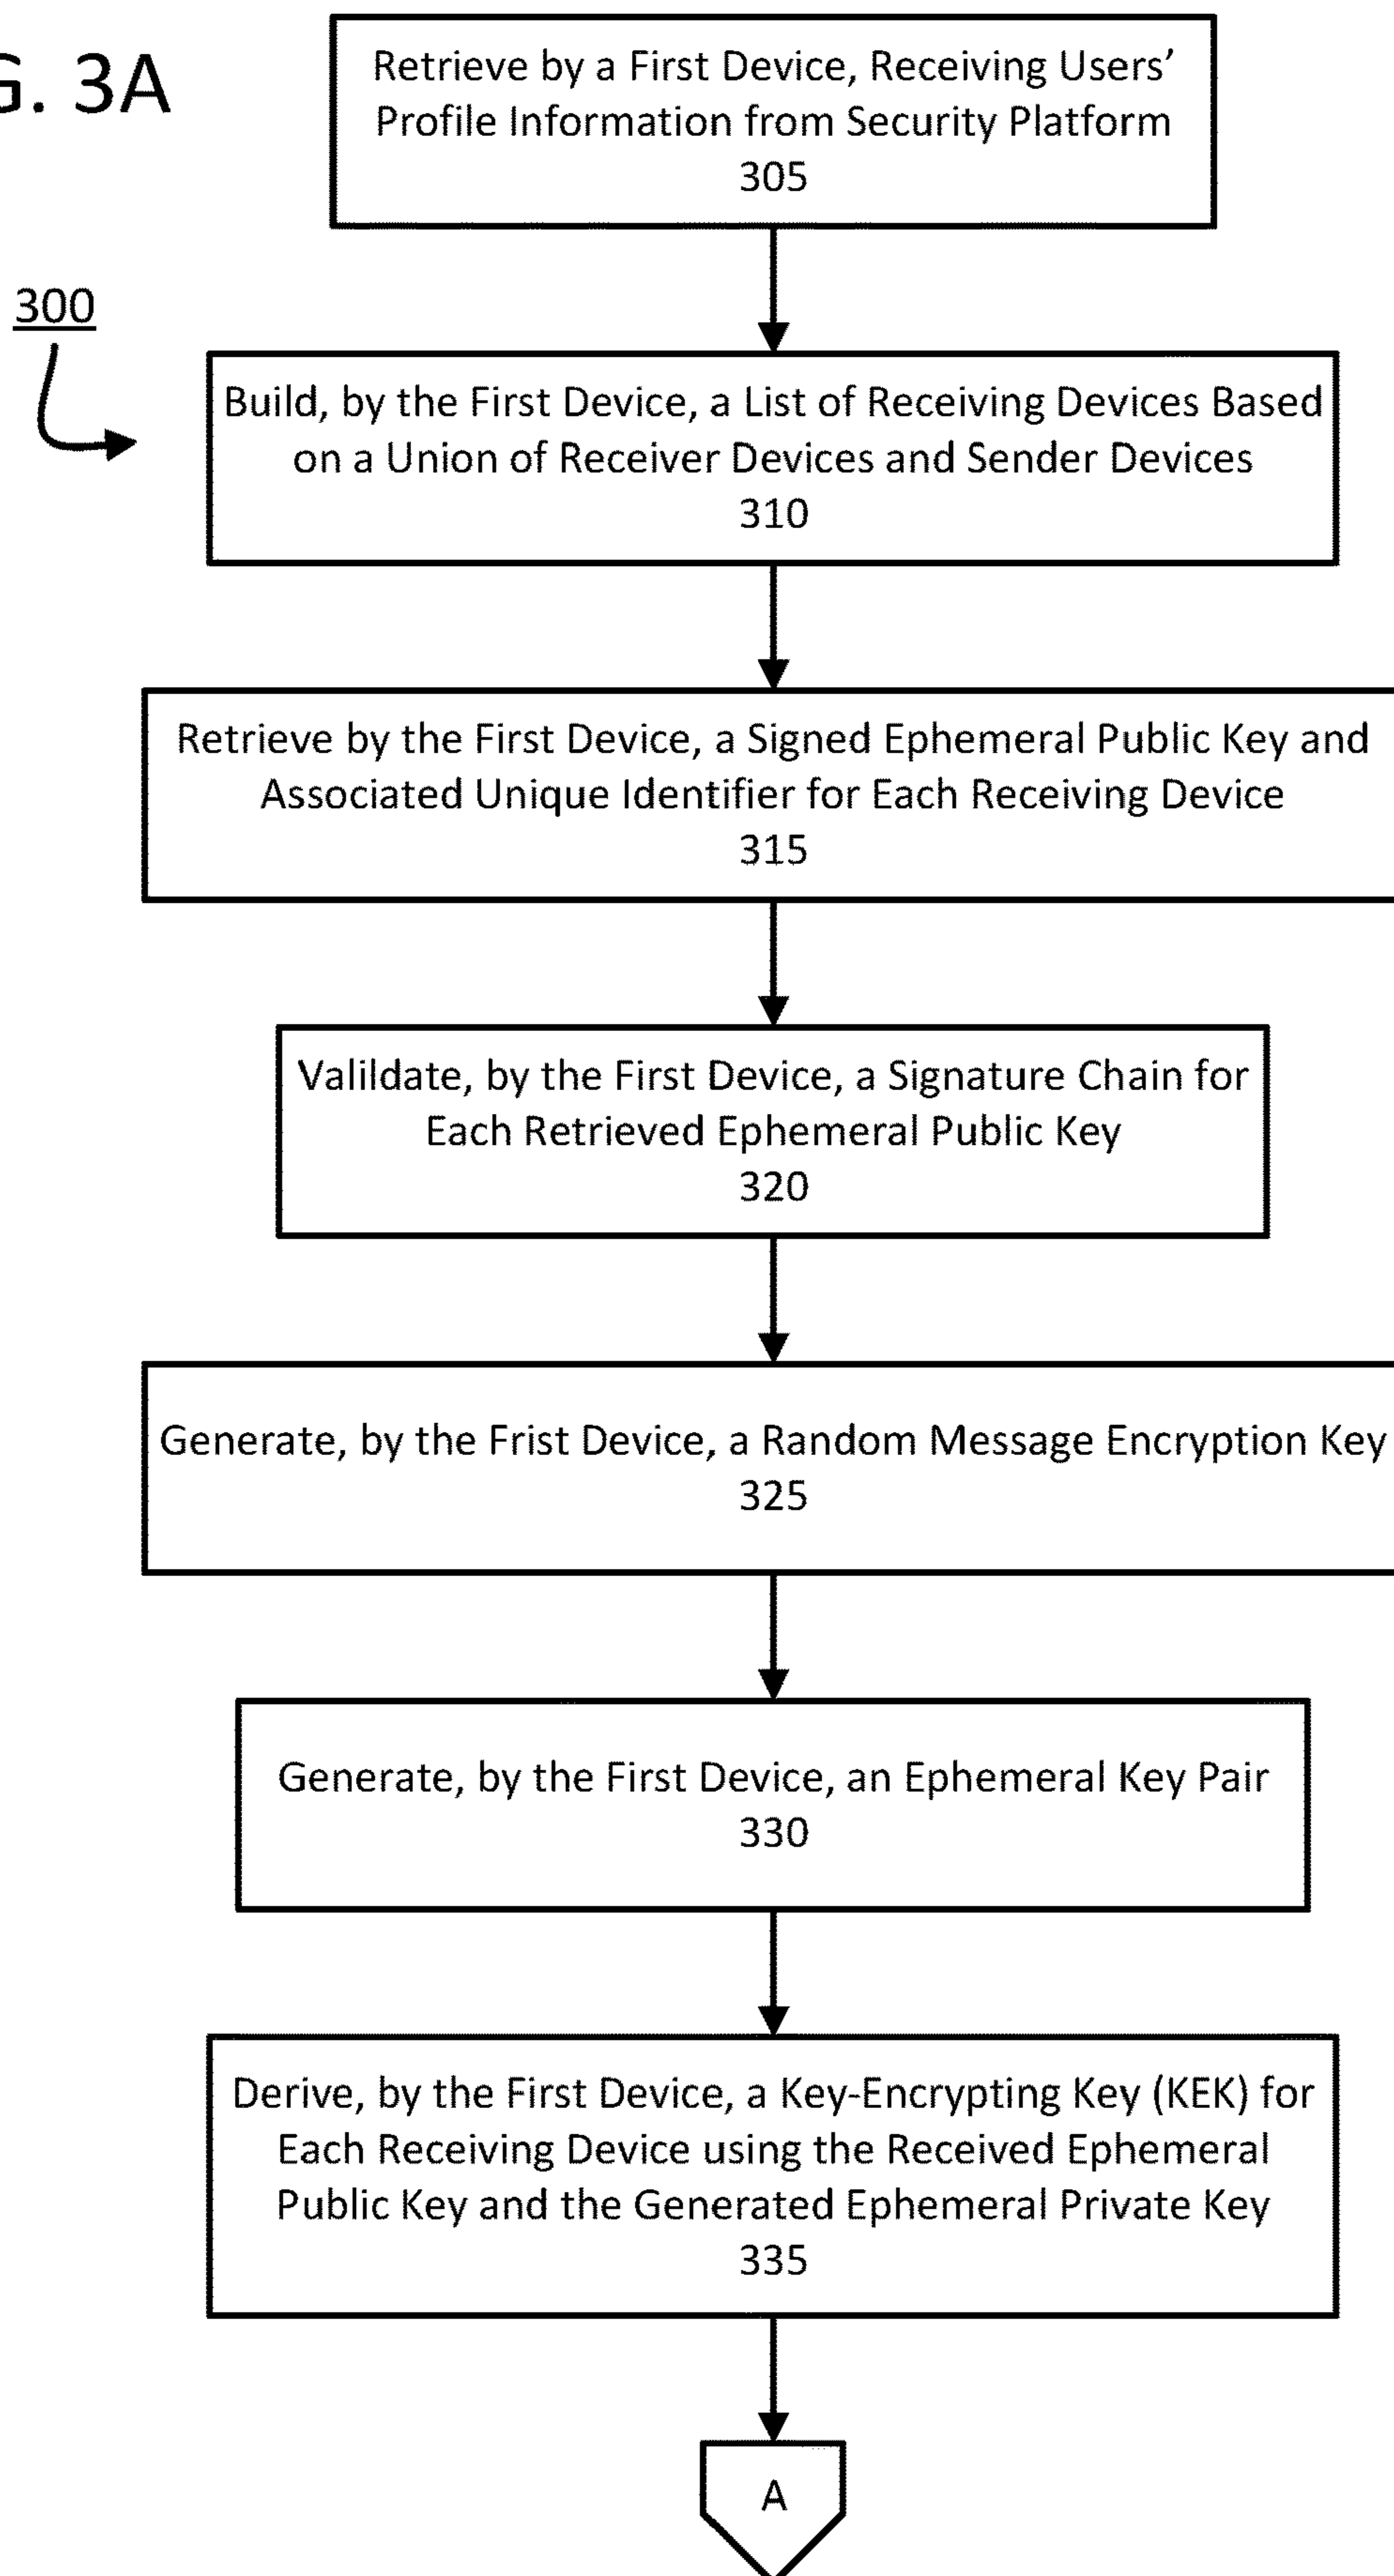 G. 3A
Retrieve by a First Device, Receiving Users’
Profile Information from Security Platform
305
300
Build, by the First Device, a List of Receiving Devices Based
on a Union of Receiver Devices and Sender Devices
310
Retrieve by the First Device, a Signed Ephemeral Public Key and
Associated Unique Identifier for Each Receiving Device
315
Valildate, by the First Device, a Signature Chain for
Each Retrieved Ephemeral Public Key
320
Generate, by the Frist Device, a Random Message Encryption Key
325
Generate, by the First Device, an Ephemeral Key Pair
330
Derive, by the First Device, a Key-Encrypting Key (KEK) for
Each Receiving Device using the Received Ephemeral
Public Key and the Generated Ephemeral Private Key
335
A